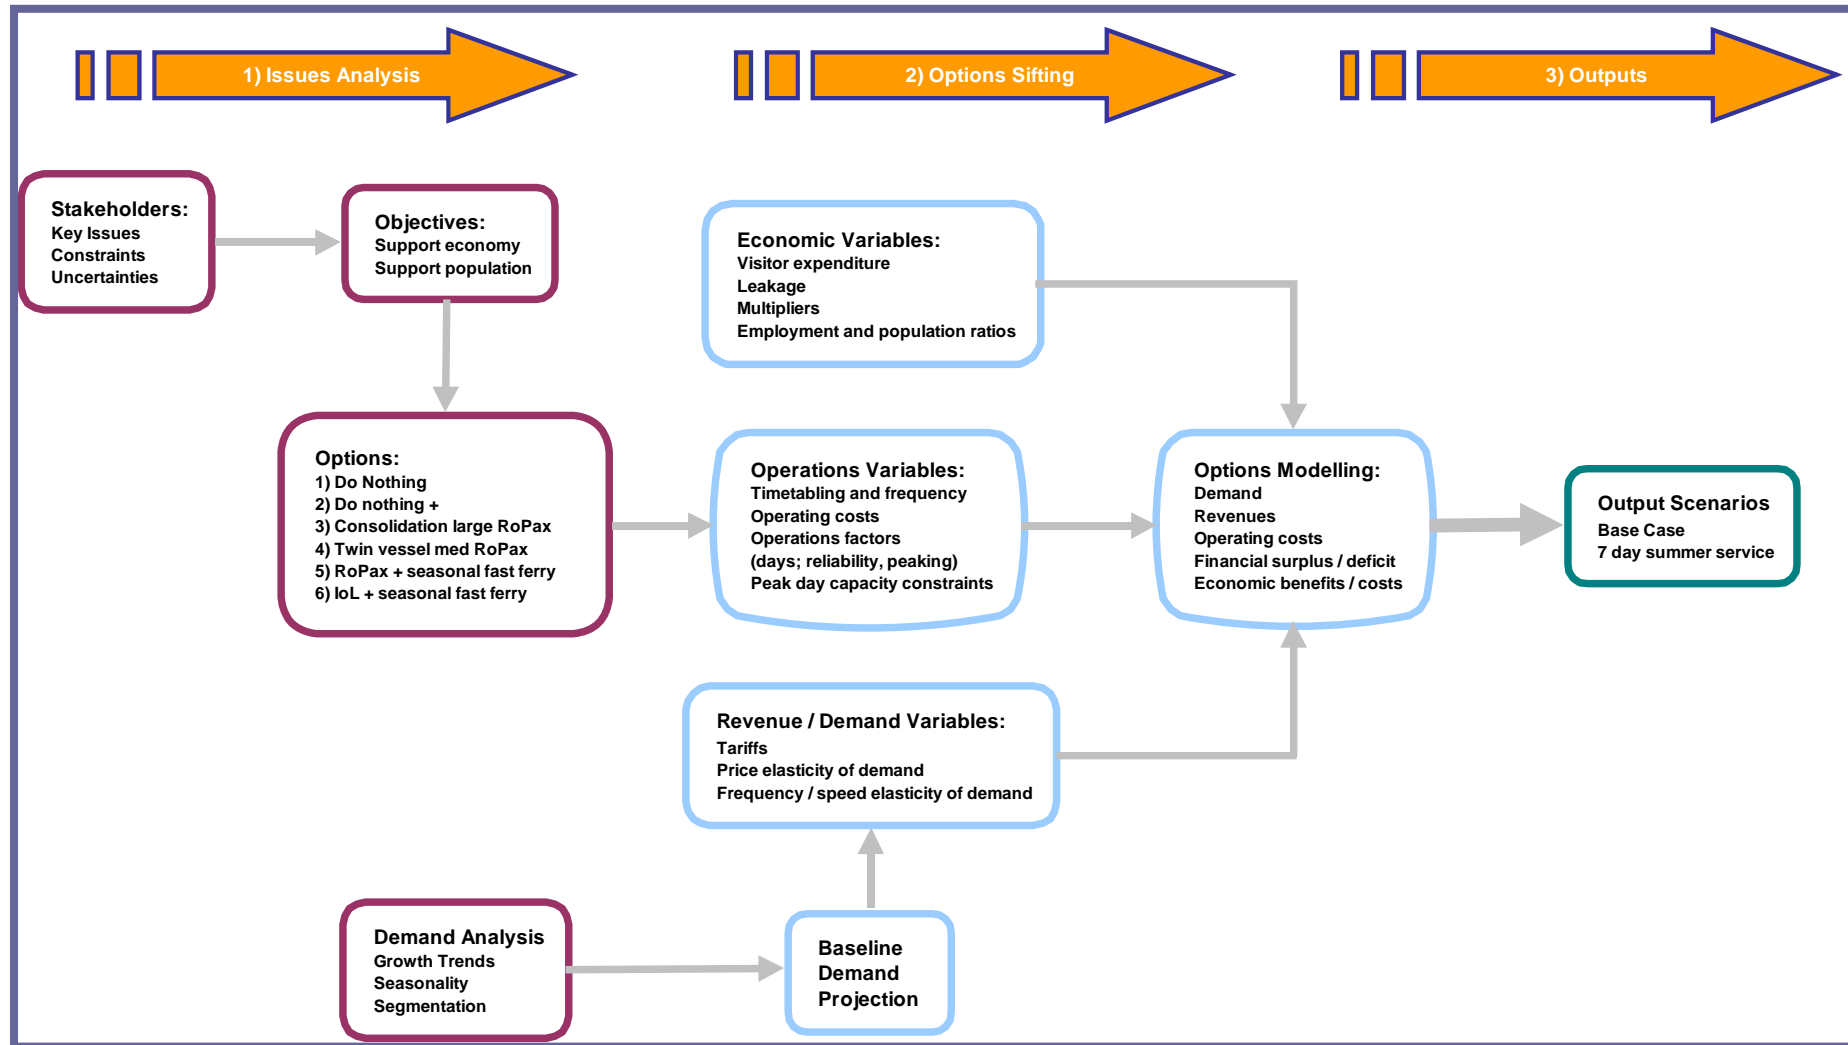 1) Issues Analysis
2) Options Sifting
3) Outputs
Stakeholders:
Key Issues
Constraints
Uncertainties
Objectives:
Support economy
Support population
Economic Variables:
Visitor expenditure
Leakage
Multipliers
Employment and population ratios
Options:
1) Do Nothing
2) Do nothing +
3) Consolidation large RoPax
4) Twin vessel med RoPax
5) RoPax + seasonal fast ferry
6) IoL + seasonal fast ferry
Operations Variables:
Timetabling and frequency
Operating costs
Operations factors
(days; reliability, peaking)
Peak day capacity constraints
Options Modelling:
Demand
Revenues
Operating costs
Financial surplus / deficit
Economic benefits / costs
Output Scenarios
Base Case
7 day summer service
Revenue / Demand Variables:
Tariffs
Price elasticity of demand
Frequency / speed elasticity of demand
Demand Analysis
Growth Trends
Seasonality
Segmentation
Baseline
Demand
Projection